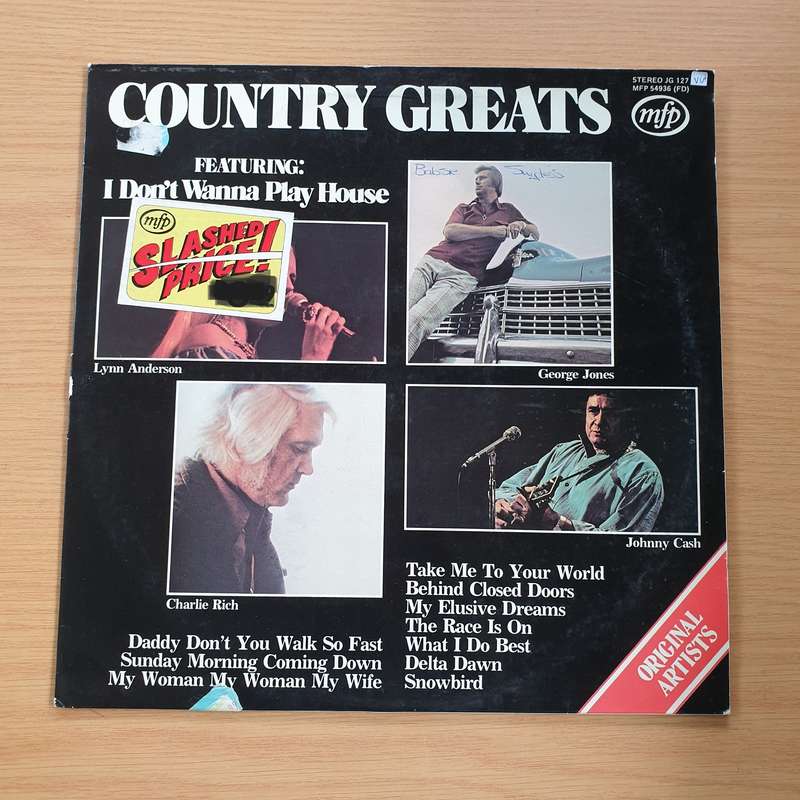 COUNTRY GREATS
STEREO JG 127
MFP 54936 (FD)
mfp
FEATURING:
I Don't Wanna Play House
mfp
SLASHED
PRICE!
Lynn Anderson
George Jones
Charlie Rich
Johnny Cash
Daddy Don't You Walk So Fast
Sunday Morning Coming Down
My Woman My Woman My Wife
Take Me To Your World
Behind Closed Doors
My Elusive Dreams
The Race Is On
What I Do Best
Delta Dawn
Snowbird
ORIGINAL
ARTISTS